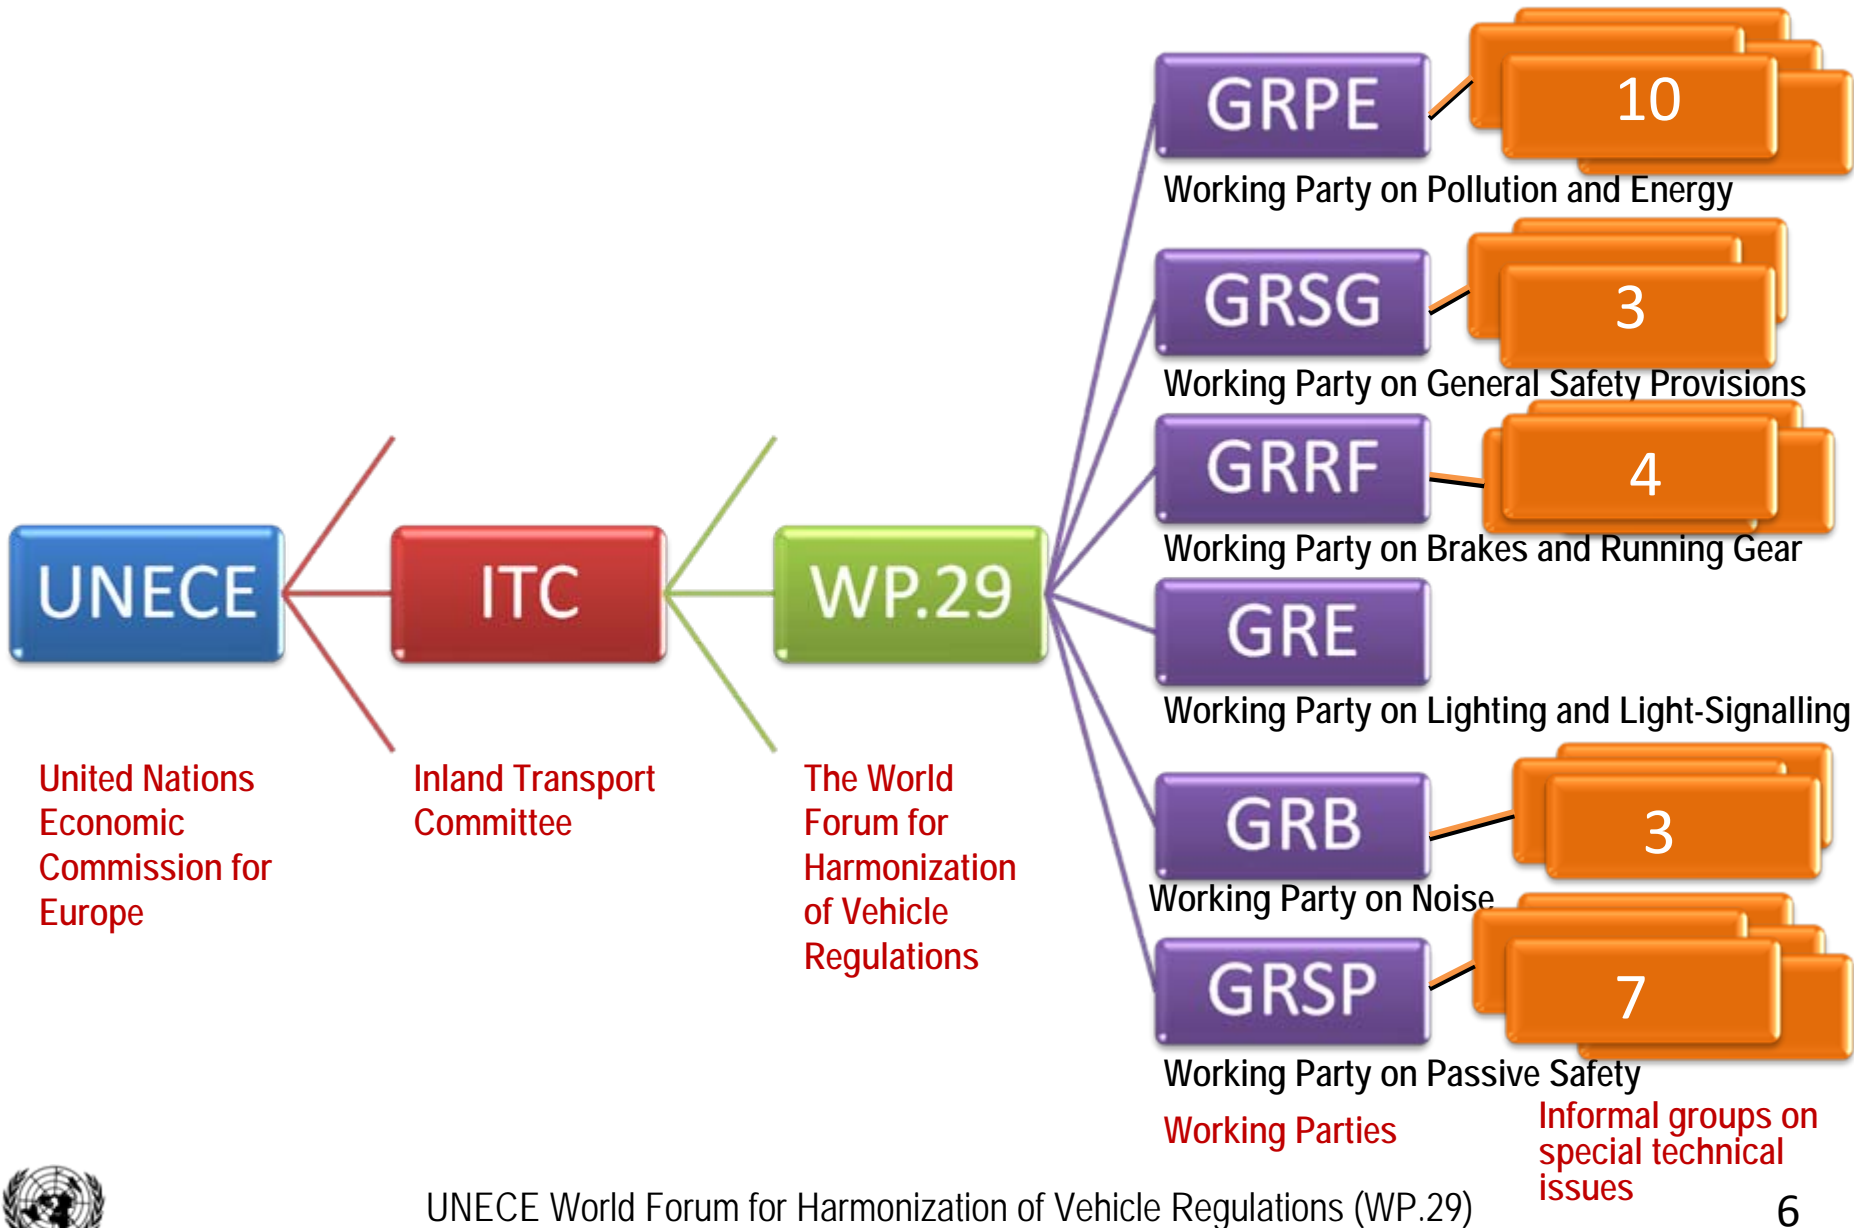 UNECE
United Nations
Economic
Commission for
Europe
ITC
Inland Transport
Committee
WP.29
The World
Forum for
Harmonization
of Vehicle
Regulations
GRPE
10
Working Party on Pollution and Energy
GRSG
3
Working Party on General Safety Provisions
GRRF
4
Working Party on Brakes and Running Gear
GRE
Working Party on Lighting and Light-Signalling
GRB
3
Working Party on Noise
GRSP
7
Working Party on Passive Safety
Working Parties
Informal groups on
special technical
issues
UNECE World Forum for Harmonization of Vehicle Regulations (WP.29)
6